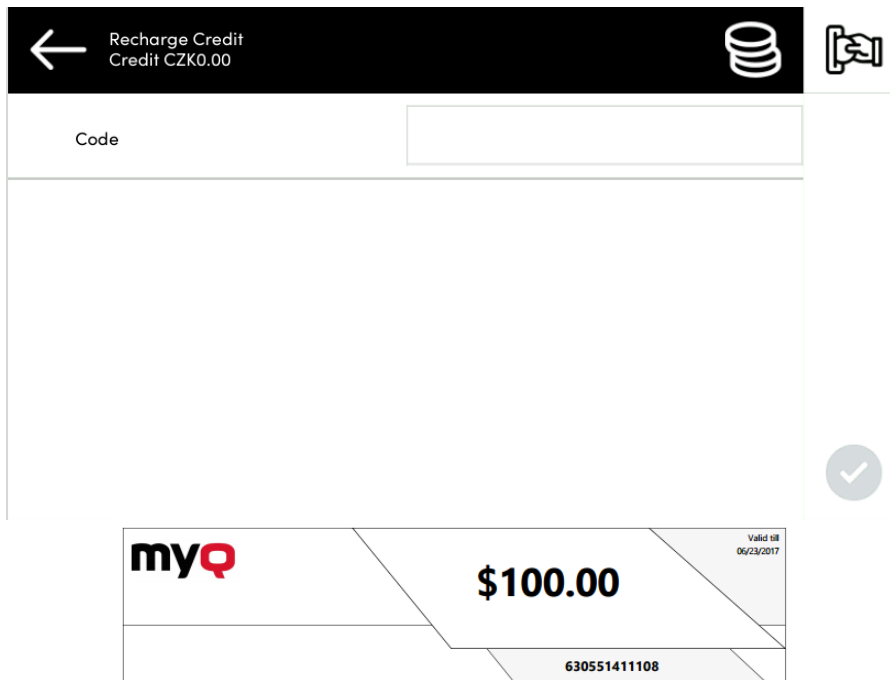 Recharge Credit
Credit CZK0.00
Code
myQ
$100.00
Valid till
06/23/2017
630551411108